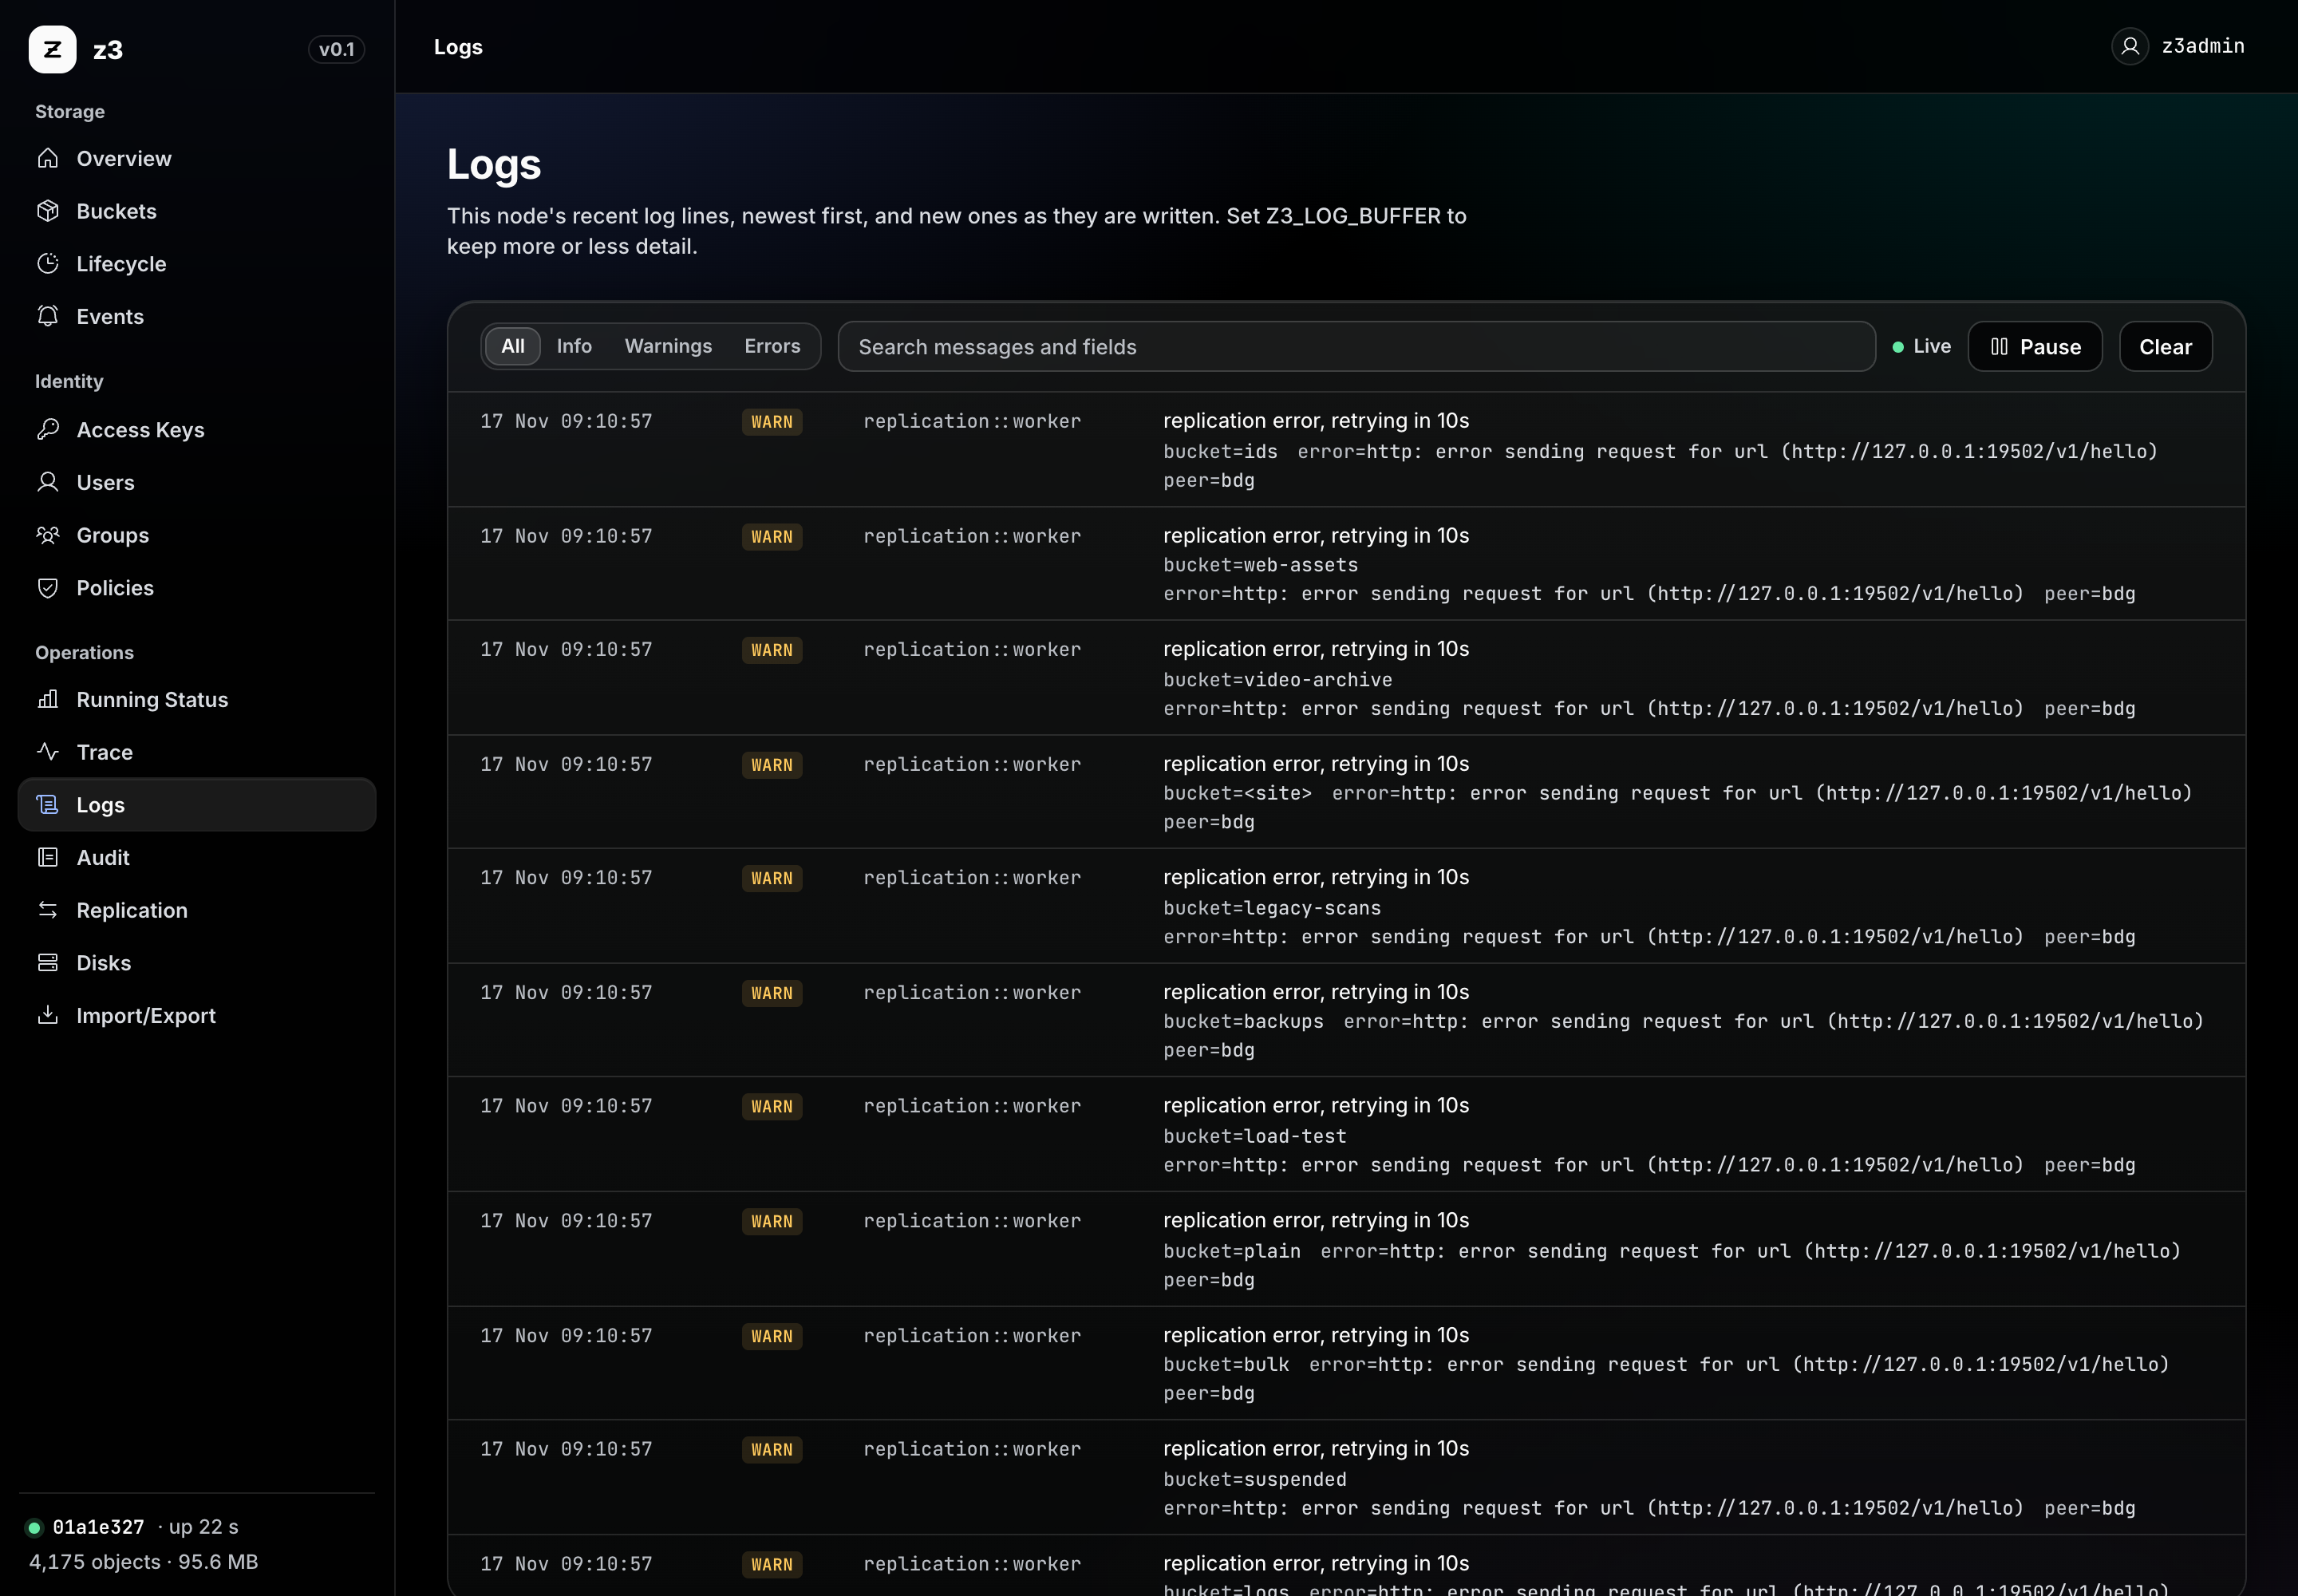 z3
v0.1
Storage
Overview
Buckets
Lifecycle
Events
Identity
Access Keys
Users
Groups
Policies
Operations
Running Status
Trace
Logs
Audit
Replication
Disks
Import/Export
01a1e327 · up 22 s
4,175 objects · 95.6 MB
Logs
z3admin
Logs
This node's recent log lines, newest first, and new ones as they are written. Set Z3_LOG_BUFFER to
keep more or less detail.
All Info Warnings Errors Search messages and fields Live Pause Clear
17 Nov 09:10:57 WARN replication::worker replication error, retrying in 10s
bucket=ids error=http: error sending request for url (http://127.0.0.1:19502/v1/hello)
peer=bdg
17 Nov 09:10:57 WARN replication::worker replication error, retrying in 10s
bucket=web-assets
error=http: error sending request for url (http://127.0.0.1:19502/v1/hello) peer=bdg
17 Nov 09:10:57 WARN replication::worker replication error, retrying in 10s
bucket=video-archive
error=http: error sending request for url (http://127.0.0.1:19502/v1/hello) peer=bdg
17 Nov 09:10:57 WARN replication::worker replication error, retrying in 10s
bucket=<site> error=http: error sending request for url (http://127.0.0.1:19502/v1/hello)
peer=bdg
17 Nov 09:10:57 WARN replication::worker replication error, retrying in 10s
bucket=legacy-scans
error=http: error sending request for url (http://127.0.0.1:19502/v1/hello) peer=bdg
17 Nov 09:10:57 WARN replication::worker replication error, retrying in 10s
bucket=backups error=http: error sending request for url (http://127.0.0.1:19502/v1/hello)
peer=bdg
17 Nov 09:10:57 WARN replication::worker replication error, retrying in 10s
bucket=load-test
error=http: error sending request for url (http://127.0.0.1:19502/v1/hello) peer=bdg
17 Nov 09:10:57 WARN replication::worker replication error, retrying in 10s
bucket=plain error=http: error sending request for url (http://127.0.0.1:19502/v1/hello)
peer=bdg
17 Nov 09:10:57 WARN replication::worker replication error, retrying in 10s
bucket=bulk error=http: error sending request for url (http://127.0.0.1:19502/v1/hello)
peer=bdg
17 Nov 09:10:57 WARN replication::worker replication error, retrying in 10s
bucket=suspended
error=http: error sending request for url (http://127.0.0.1:19502/v1/hello) peer=bdg
17 Nov 09:10:57 WARN replication::worker replication error, retrying in 10s
bucket=logs error=http: error sending request for url (http://127.0.0.1:19502/v1/hello)